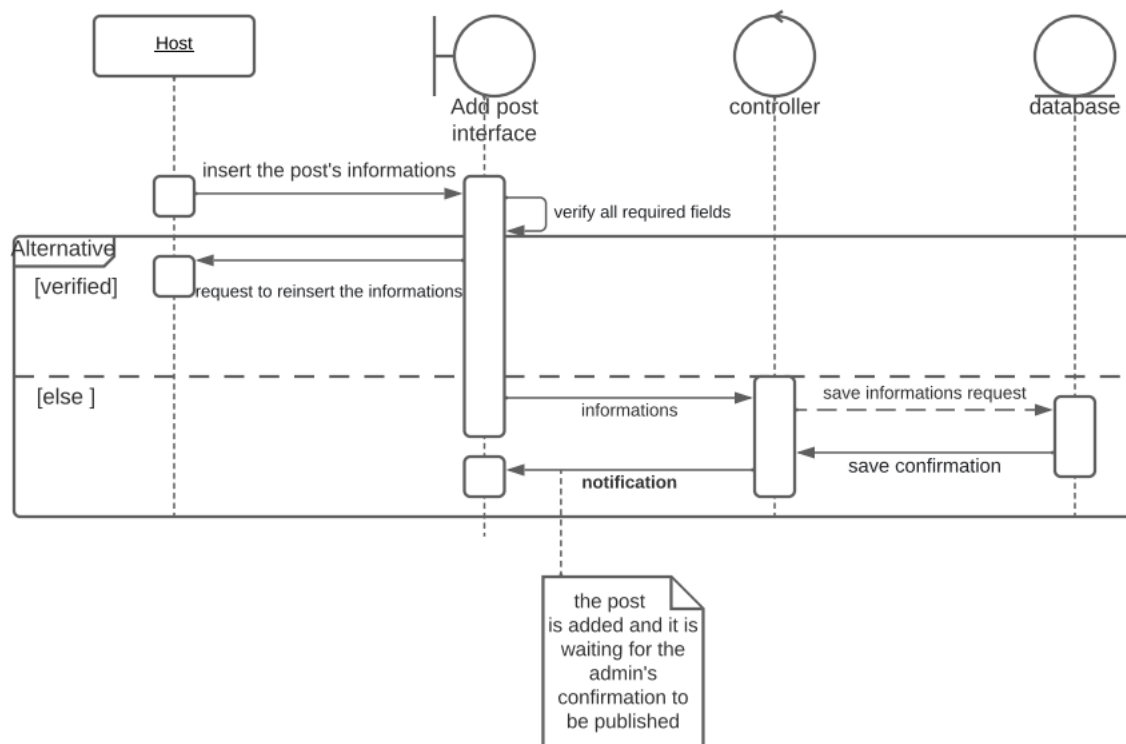 Host
Add post
interface
controller
database
insert the post's informations
verify all required fields
Alternative
[verified]
request to reinsert the informations
[else ]
informations
save informations request
save confirmation
notification
the post
is added and it is
waiting for the
admin's
confirmation to
be published